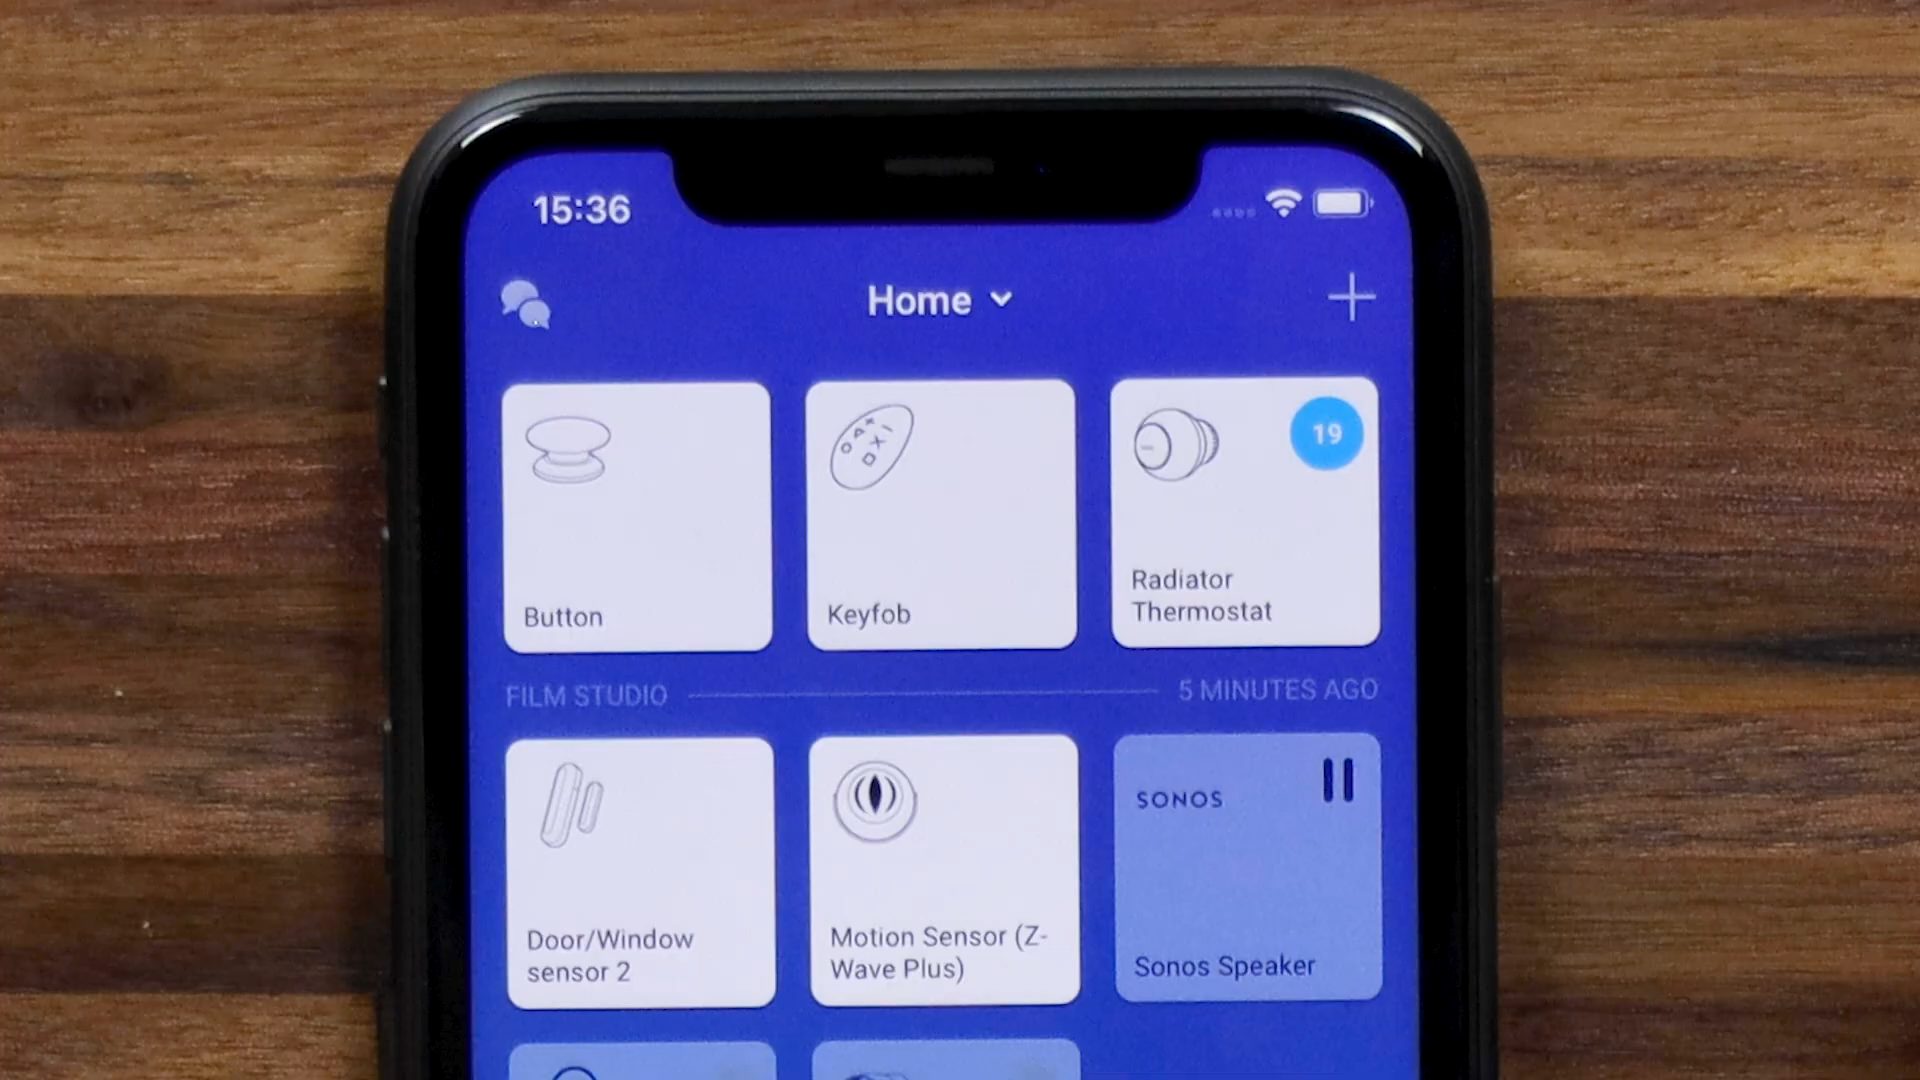 15:36
Home
19
Button
Keyfob
Radiator
Thermostat
FILM STUDIO
5 MINUTES AGO
Door/Window
sensor 2
Motion Sensor (Z-
Wave Plus)
SONOS
Sonos Speaker